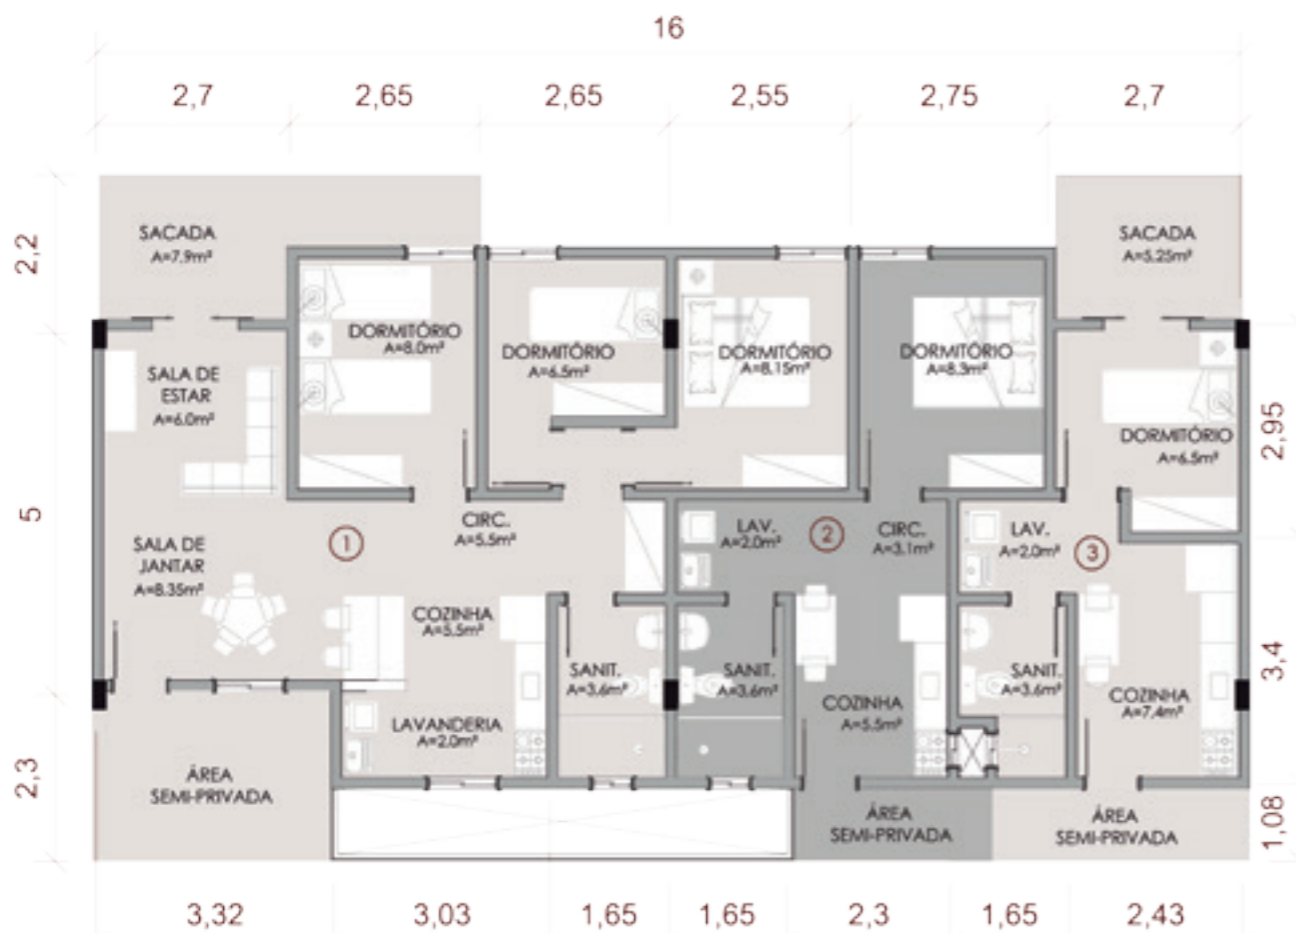 16
2,7
2,65
2,65
2,55
2,75
2,7
2,2
5
2,3
SACADA
A=7.9m²
SACADA
A=5.25m²
DORMITÓRIO
A=8.0m²
DORMITÓRIO
A=6.5m²
DORMITÓRIO
A=8.15m²
DORMITÓRIO
A=8.3m²
SALA DE
ESTAR
A=6.0m²
DORMITÓRIO
A=6.5m²
2,95
SALA DE
JANTAR
A=8.35m²
1
CIRC.
A=5.5m²
LAV.
A=2.0m²
2
CIRC.
A=3.1m²
LAV.
A=2.0m²
3
COZINHA
A=5.5m²
SANIT.
A=3.6m²
SANIT.
A=3.6m²
COZINHA
A=5.5m²
SANIT.
A=3.6m²
COZINHA
A=7.4m²
3,4
LAVANDERIA
A=2.0m²
ÁREA
SEMI-PRIVADA
ÁREA
SEMI-PRIVADA
ÁREA
SEMI-PRIVADA
1,08
3,32
3,03
1,65
1,65
2,3
1,65
2,43